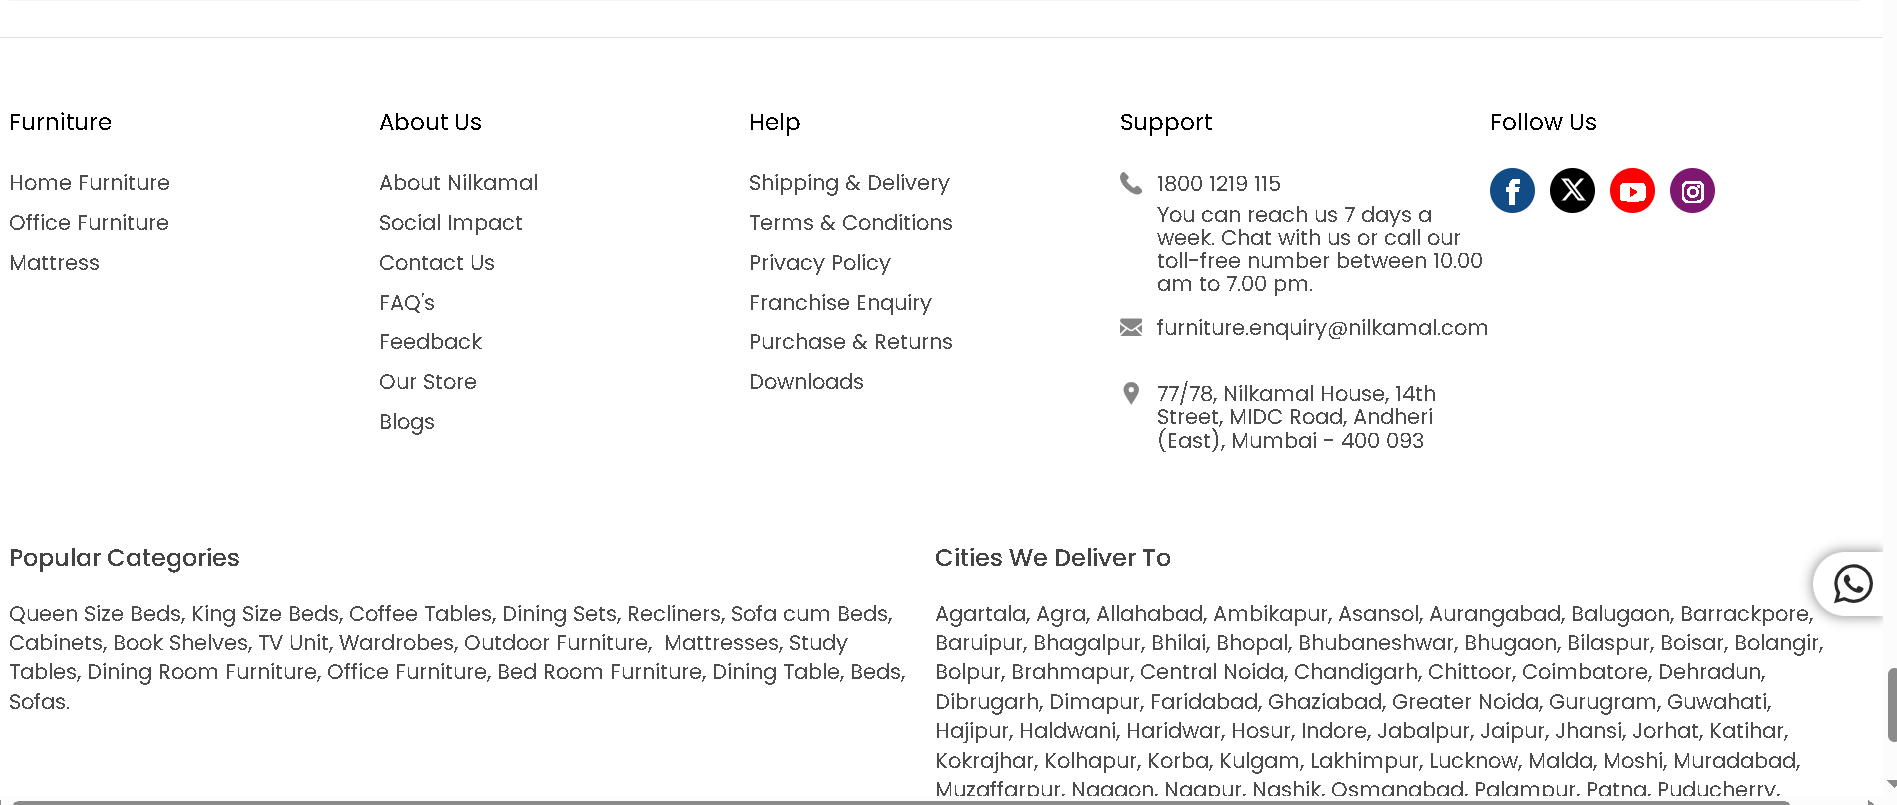 Furniture
Home Furniture
Office Furniture
Mattress
About Us
About Nilkamal
Social Impact
Contact Us
FAQ's
Feedback
Our Store
Blogs
Help
Shipping & Delivery
Terms & Conditions
Privacy Policy
Franchise Enquiry
Purchase & Returns
Downloads
Support
1800 1219 115
You can reach us 7 days a
week. Chat with us or call our
toll-free number between 10.00
am to 7.00 pm.
furniture.enquiry@nilkamal.com
77/78, Nilkamal House, 14th
Street, MIDC Road, Andheri
(East), Mumbai - 400 093
Follow Us
Popular Categories
Queen Size Beds, King Size Beds, Coffee Tables, Dining Sets, Recliners, Sofa cum Beds,
Cabinets, Book Shelves, TV Unit, Wardrobes, Outdoor Furniture,  Mattresses, Study
Tables, Dining Room Furniture, Office Furniture, Bed Room Furniture, Dining Table, Beds,
Sofas.
Cities We Deliver To
Agartala, Agra, Allahabad, Ambikapur, Asansol, Aurangabad, Balugaon, Barrackpore,
Baruipur, Bhagalpur, Bhilai, Bhopal, Bhubaneshwar, Bhugaon, Bilaspur, Boisar, Bolangir,
Bolpur, Brahmapur, Central Noida, Chandigarh, Chittoor, Coimbatore, Dehradun,
Dibrugarh, Dimapur, Faridabad, Ghaziabad, Greater Noida, Gurugram, Guwahati,
Hajipur, Haldwani, Haridwar, Hosur, Indore, Jabalpur, Jaipur, Jhansi, Jorhat, Katihar,
Kokrajhar, Kolhapur, Korba, Kulgam, Lakhimpur, Lucknow, Malda, Moshi, Muradabad,
Muzaffarpur, Nagaon, Nagpur, Nashik, Osmanabad, Palampur, Patna, Puducherry,